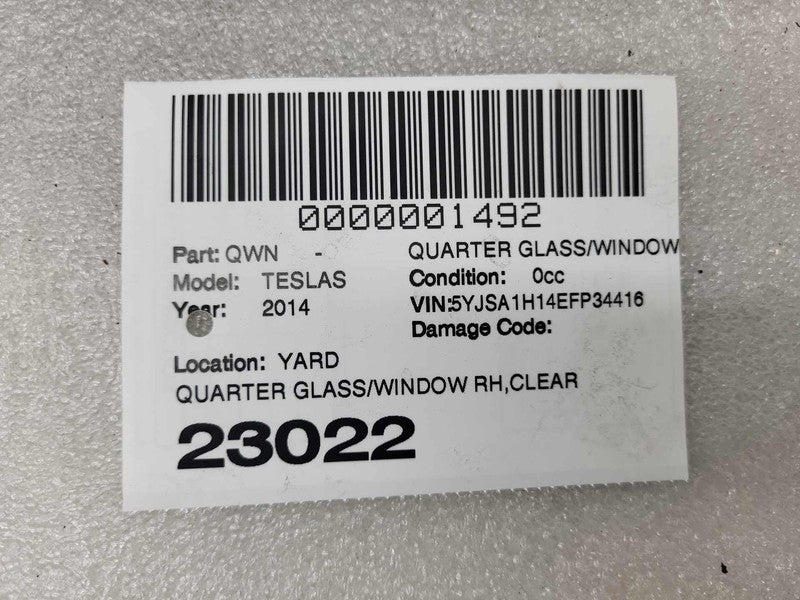 0000001492
Part: QWN - QUARTER GLASS/WINDOW
Model: TESLAS Condition: 0cc
Year: 2014 VIN:5YJSA1H14EFP34416
Damage Code:
Location: YARD
QUARTER GLASS/WINDOW RH,CLEAR
23022